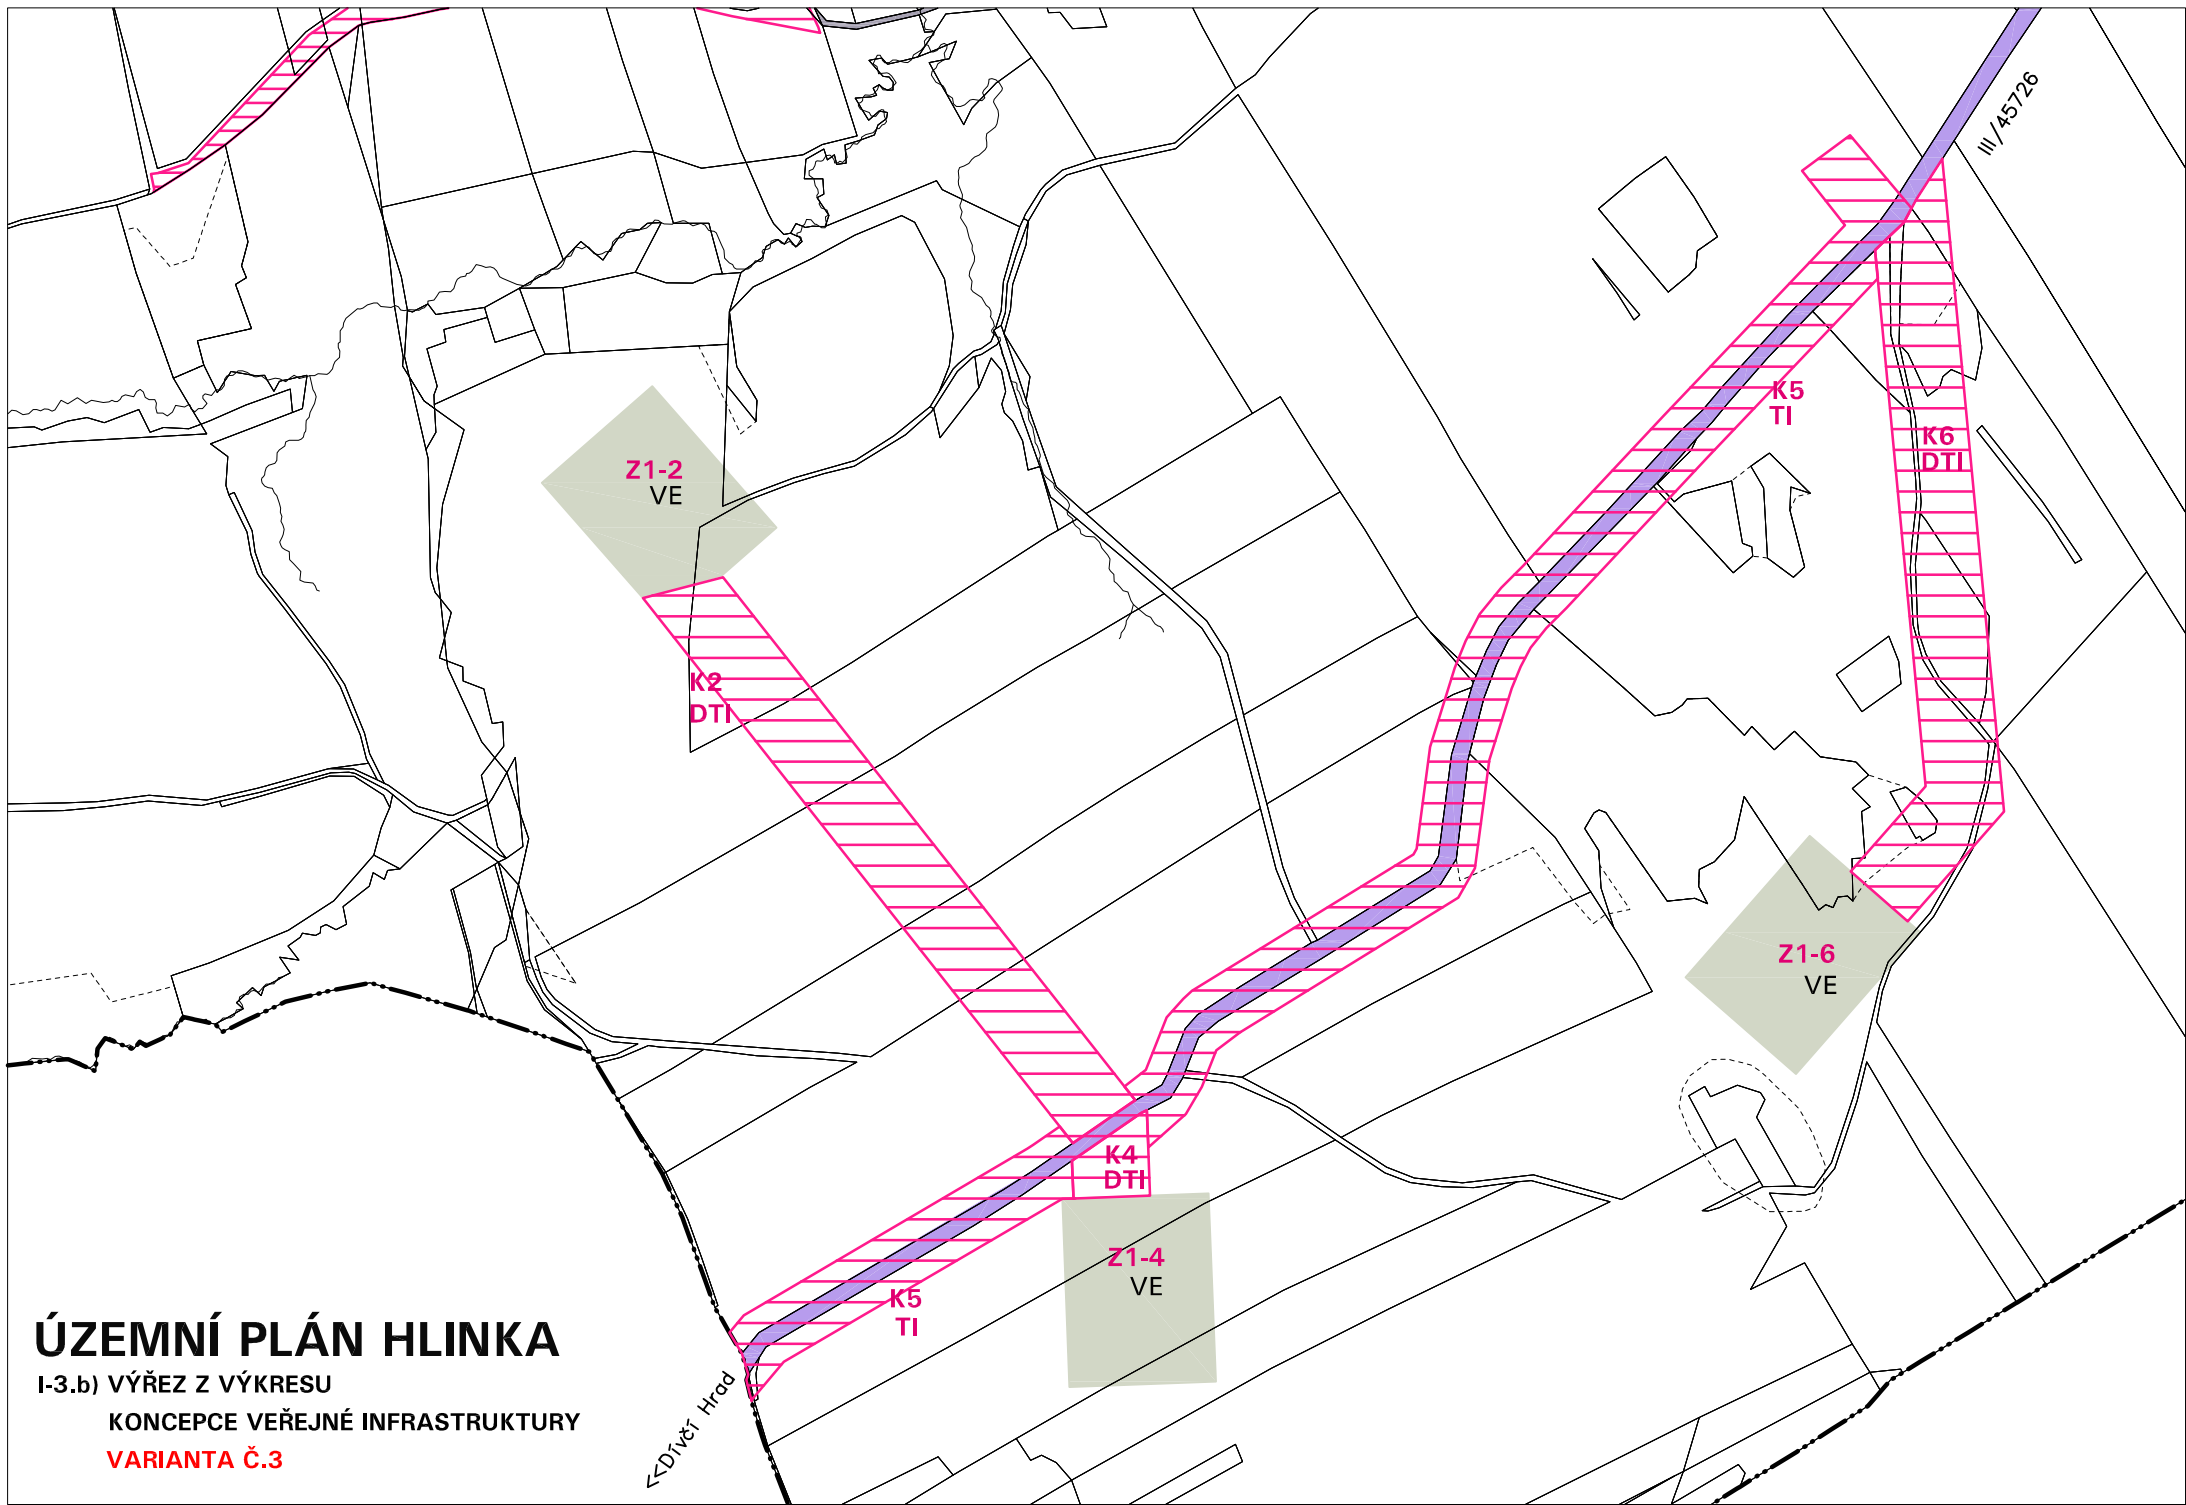 III/45726
K5
TI
K6
DTI
Z1-2
VE
K2
DTI
Z1-6
VE
K4
DTI
Z1-4
VE
K5
TI
<<Dívčí Hrad
ÚZEMNÍ PLÁN HLINKA
I-3.b) VÝŘEZ Z VÝKRESU
KONCEPCE VEŘEJNÉ INFRASTRUKTURY
VARIANTA Č.3